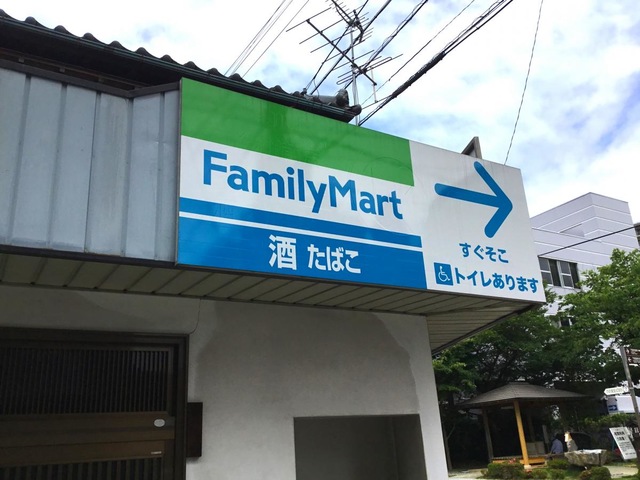 FamilyMart
酒 たばこ
すぐそこ
トイレあります